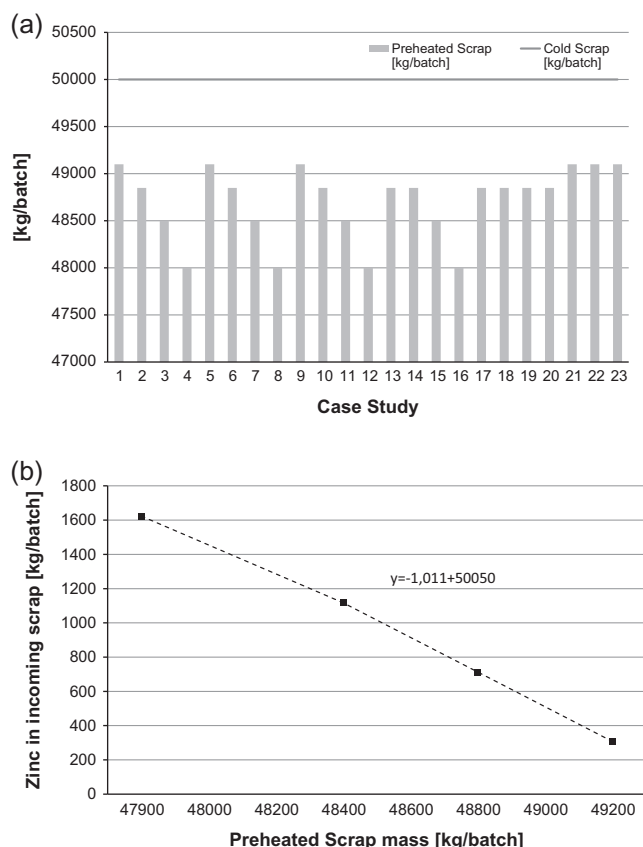 (a)
50500
50000
49500
49000
48500
48000
47500
47000
[kg/batch]
Preheated Scrap
[kg/batch]
Cold Scrap
[kg/batch]
1 2 3 4 5 6 7 8 9 10 11 12 13 14 15 16 17 18 19 20 21 22 23
Case Study
(b)
1800
1600
1400
1200
1000
800
600
400
200
0
Zinc in incoming scrap [kg/batch]
y=-1,011+50050
47900 48000 48200 48400 48600 48800 49000 49200
Preheated Scrap mass [kg/batch]